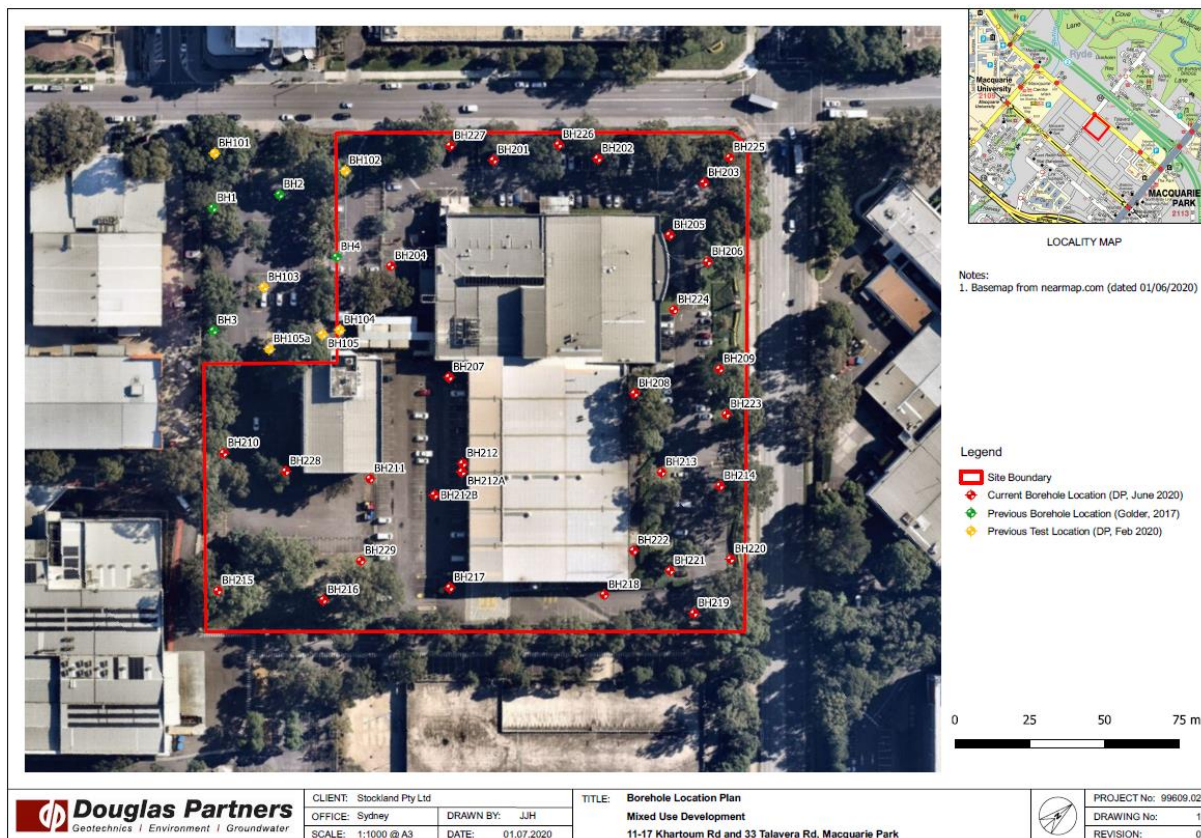 BH101
BH102
BH227
BH201
BH226
BH202
BH225
BH203
BH1
BH2
BH205
BH4
BH204
BH206
BH103
BH224
BH3
BH104
BH105
BH105a
BH209
BH207
BH208
BH223
BH210
BH228
BH211
BH212
BH212A
BH212B
BH213
BH214
BH222
BH221
BH220
BH229
BH215
BH216
BH217
BH218
BH219
Macquarie
University
2109
Ryde
MACQUARIE
PARK
2113
LOCALITY MAP
Notes:
1. Basemap from nearmap.com (dated 01/06/2020)
Legend
Site Boundary
Current Borehole Location (DP, June 2020)
Previous Borehole Location (Golder, 2017)
Previous Test Location (DP, Feb 2020)
0 25 50 75 m
dp Douglas Partners
Geotechnics | Environment | Groundwater
CLIENT: Stockland Pty Ltd
OFFICE: Sydney
DRAWN BY: JJH
SCALE: 1:1000 @ A3
DATE: 01.07.2020
TITLE: Borehole Location Plan
Mixed Use Development
11-17 Khartoum Rd and 33 Talavera Rd, Macquarie Park
PROJECT No: 99609.02
DRAWING No:
REVISION: 0